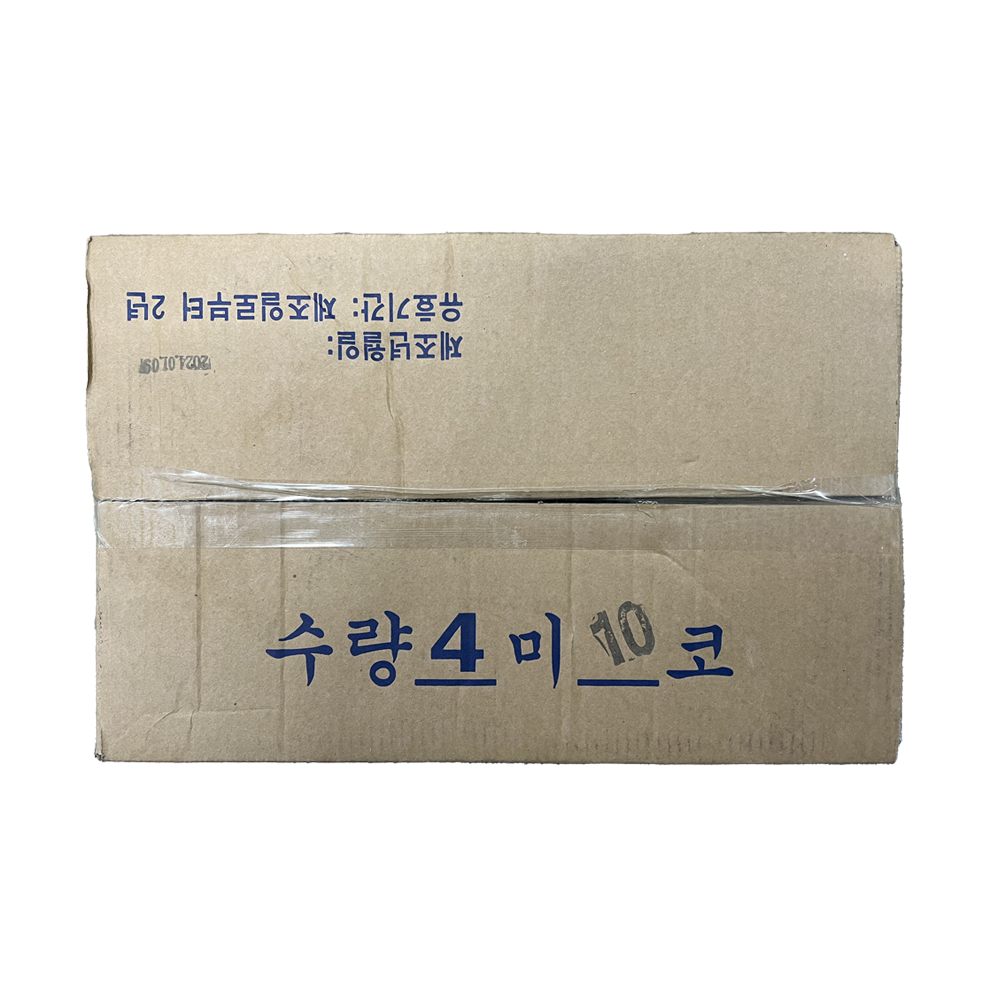 제조년월일:
2024.01.09
유효기간: 제조일로부터 2년
수량 4 미 10 코